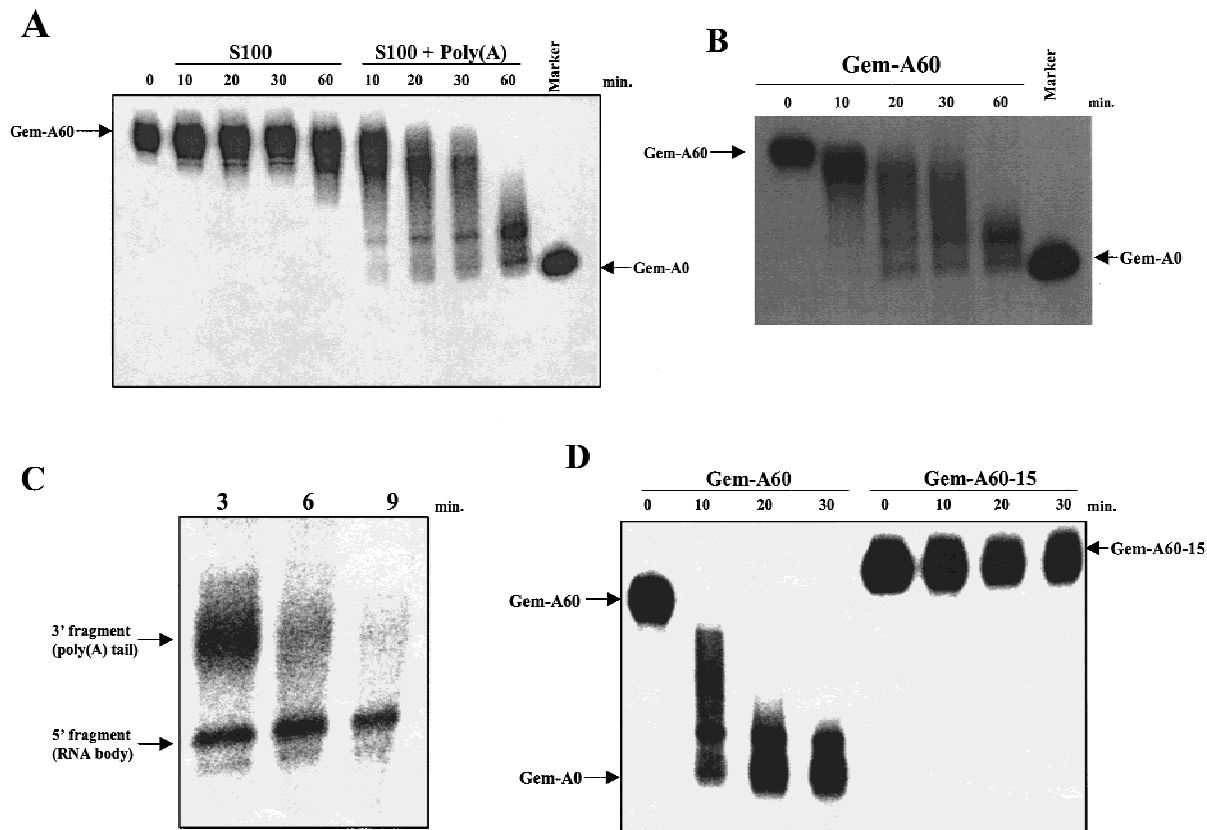 A
S100
S100 + Poly(A)
Marker
0 10 20 30 60 10 20 30 60 min.
Gem-A60
Gem-A0
B
Gem-A60
Marker
0 10 20 30 60 min.
Gem-A60
Gem-A0
C
3 6 9 min.
3' fragment
(poly(A) tail)
5' fragment
(RNA body)
D
Gem-A60
Gem-A60-15
0 10 20 30 0 10 20 30 min.
Gem-A60-15
Gem-A60
Gem-A0